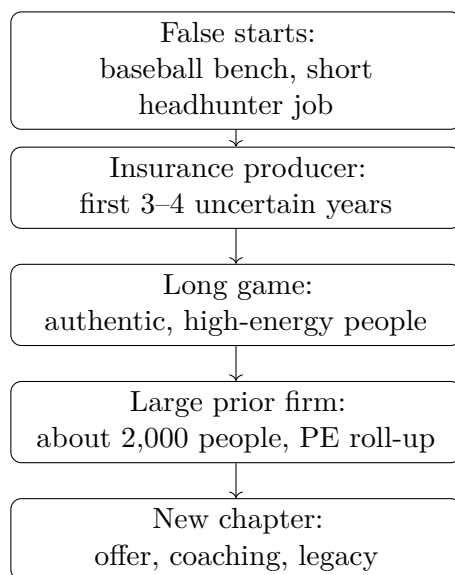 False starts:
baseball bench, short
headhunter job
Insurance producer:
first 3–4 uncertain years
Long game:
authentic, high-energy people
Large prior firm:
about 2,000 people, PE roll-up
New chapter:
offer, coaching, legacy